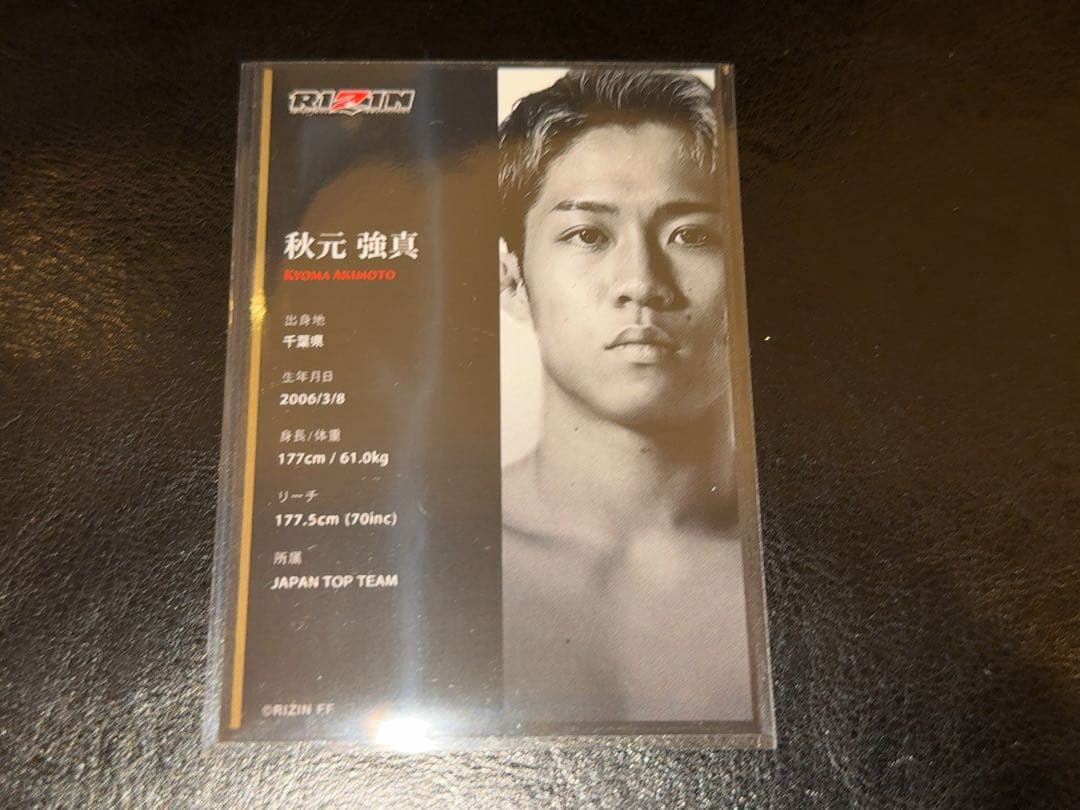 RIZIN
秋元 強真
KYOMA AKIMOTO
出身地
千葉県
生年月日
2006/3/8
身長/体重
177cm / 61.0kg
リーチ
177.5cm (70inc)
所属
JAPAN TOP TEAM
©RIZIN FF